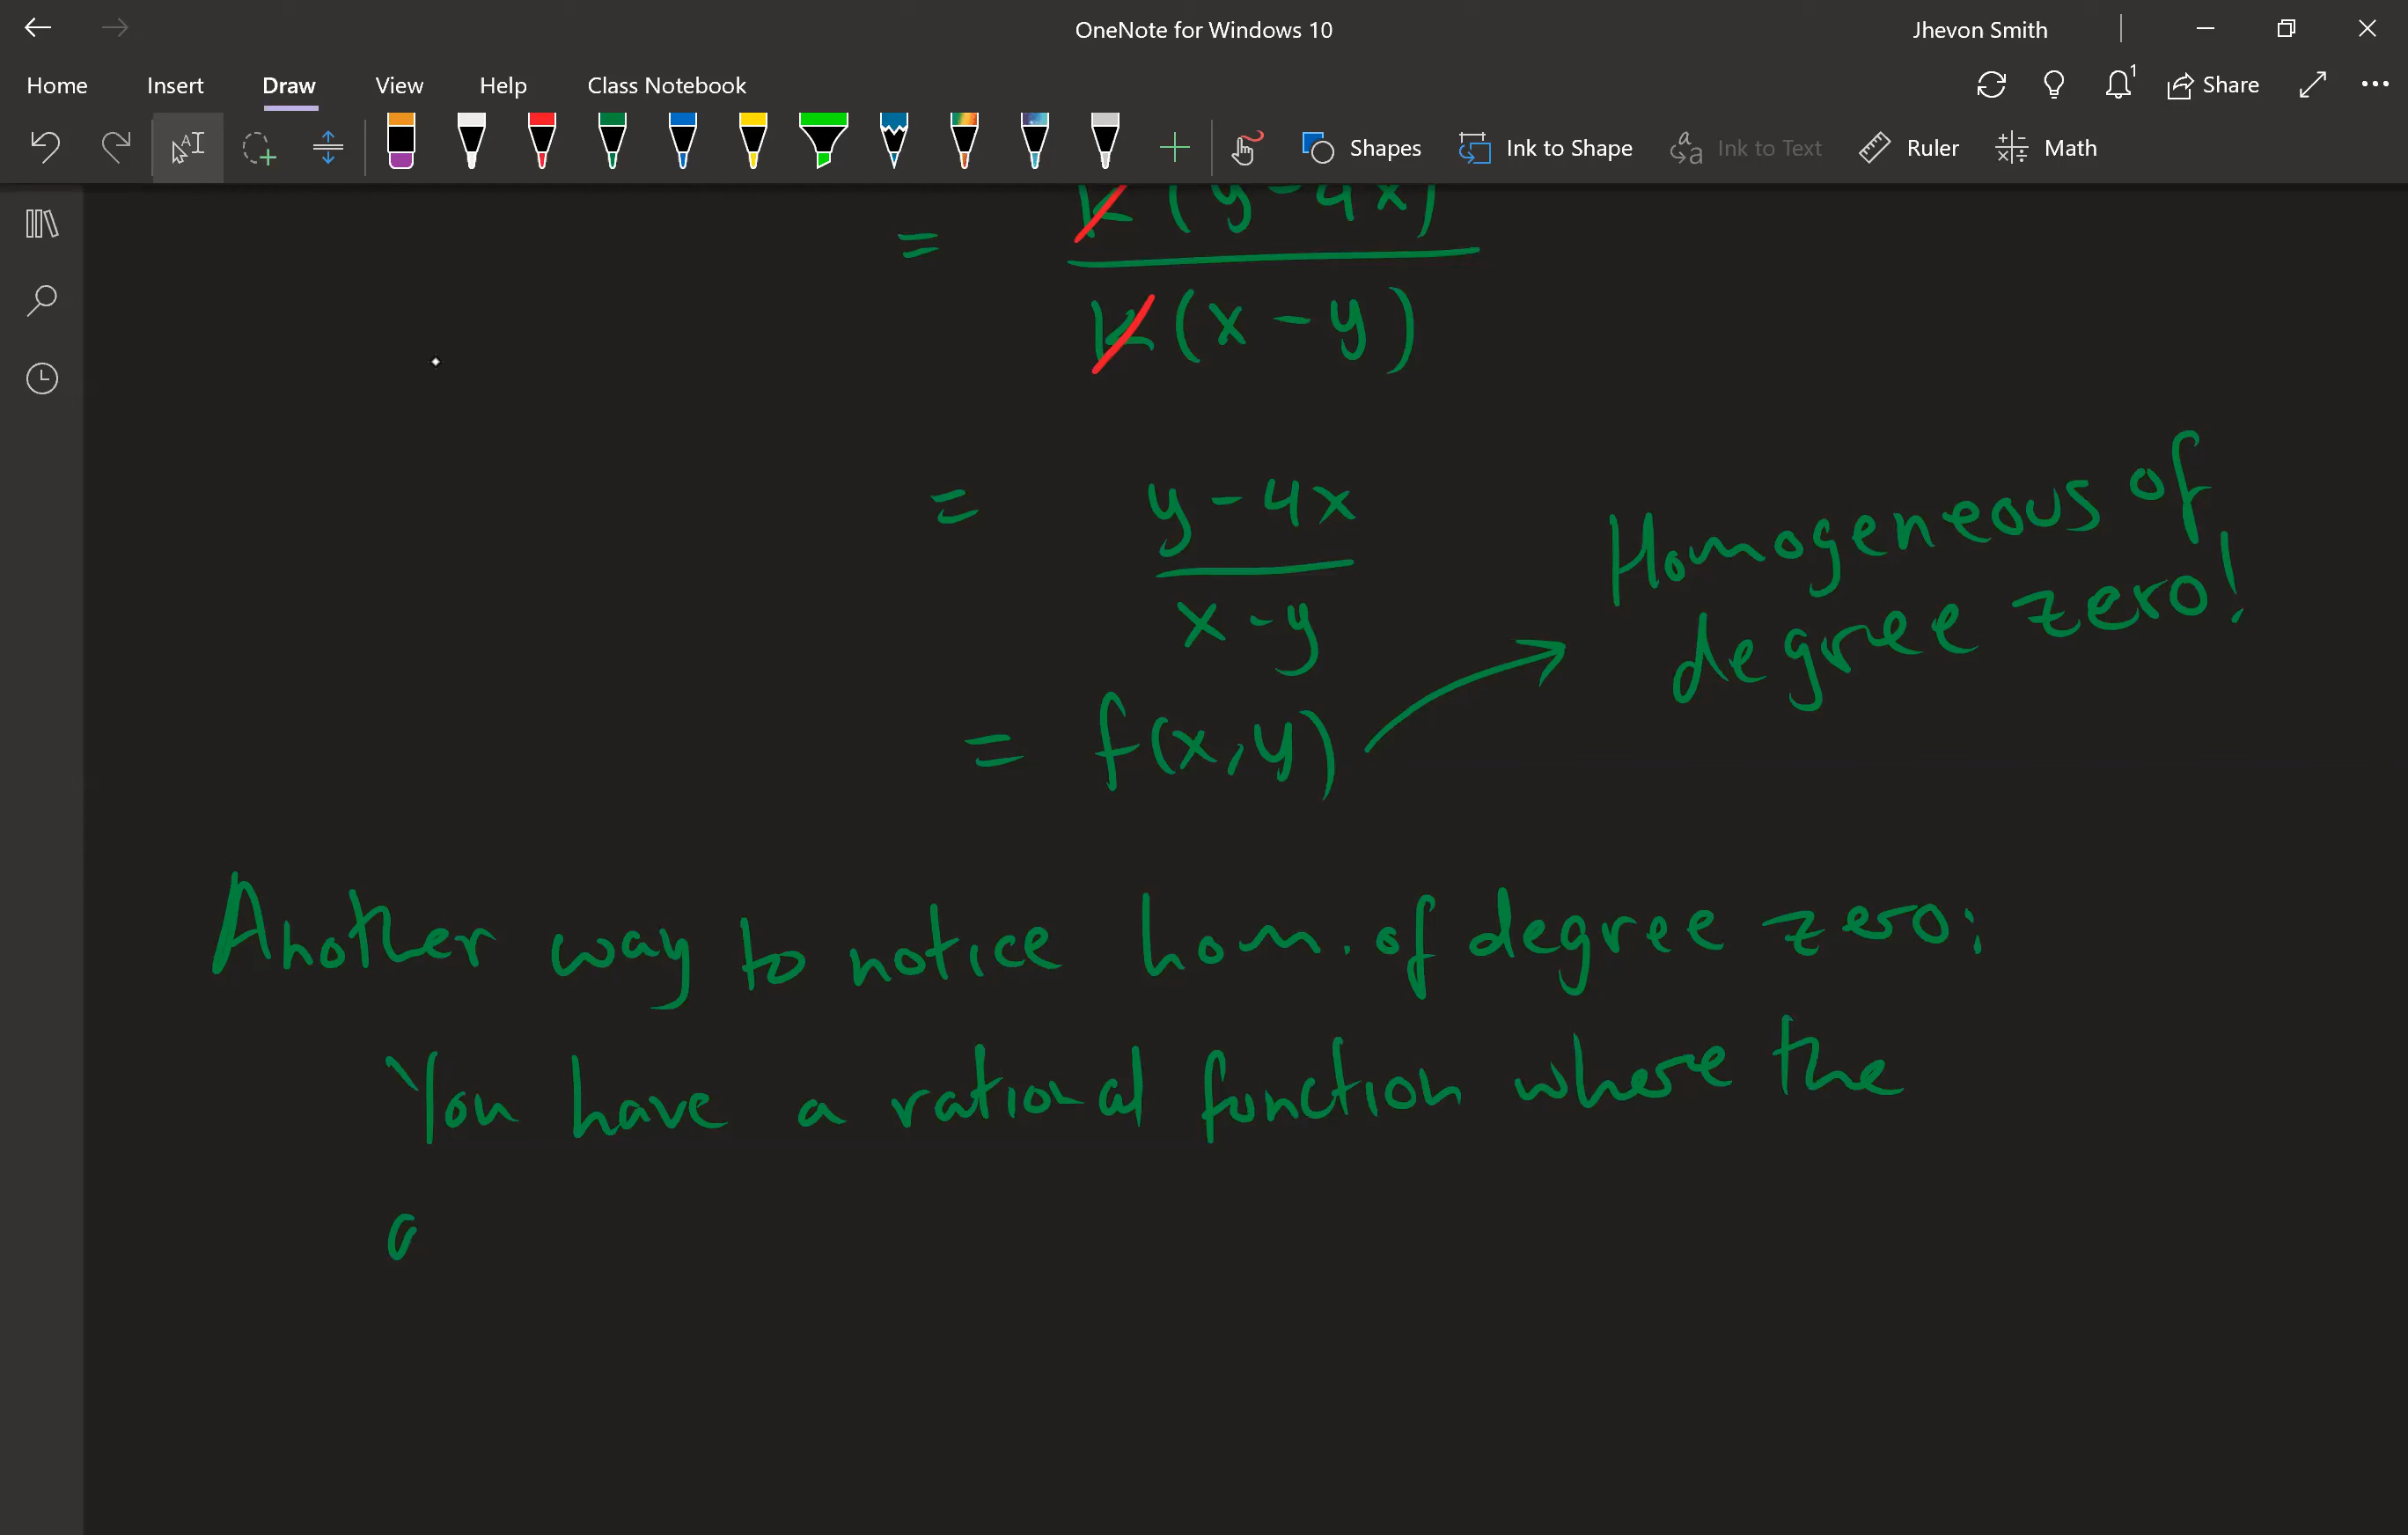 OneNote for Windows 10
Jhevon Smith
Home Insert Draw View Help Class Notebook
1 Share
Shapes Ink to Shape Ink to Text Ruler Math
= k(y-4x)
k(x-y)
= y-4x
x-y
Homogeneous of
degree zero!
= f(x,y)
Another way to notice hom. of degree zero:
You have a rational function where the